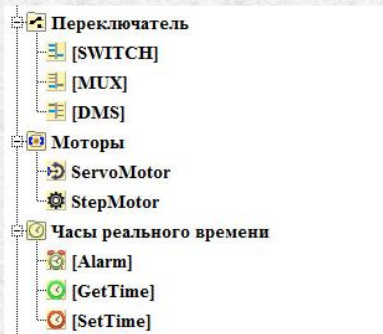 Переключатель
[SWITCH]
[MUX]
[DMS]
Моторы
ServoMotor
StepMotor
Часы реального времени
[Alarm]
[GetTime]
[SetTime]